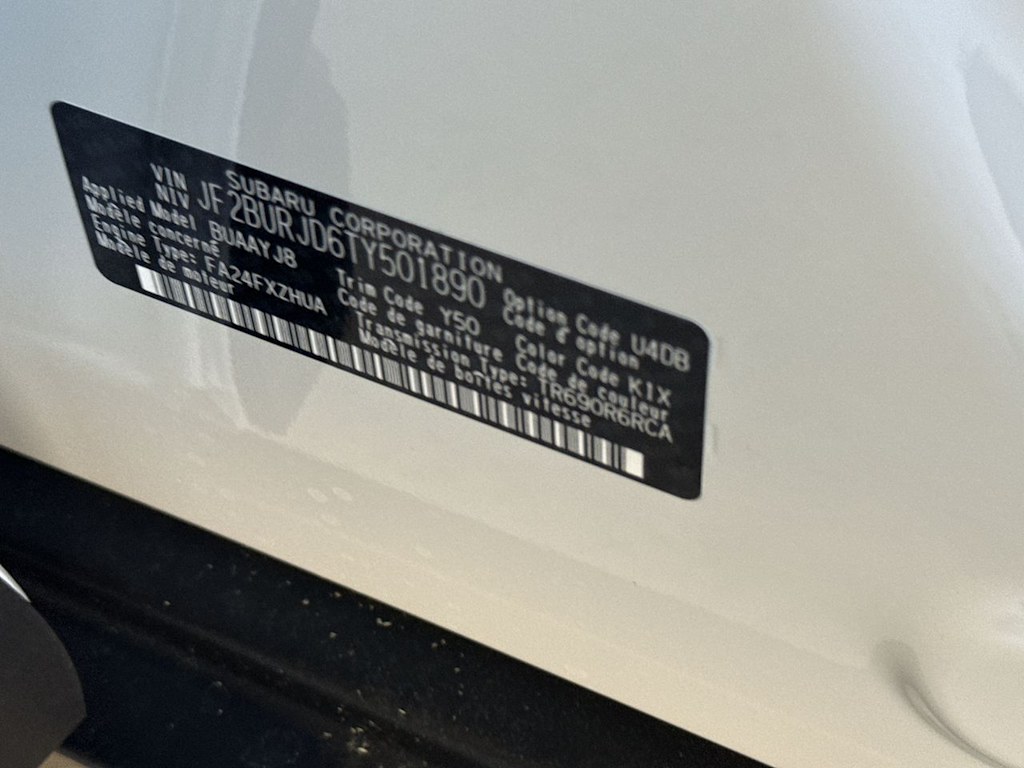 SUBARU CORPORATION
VIN
NIV JF2BURJD6TY501890
Applied Model BUAAYJ8
Modèle concerné
Engine Type: FA24FXZHUA
Modèle de moteur
Option Code U4DB
Code d'option
Trim Code Y50
Code de garniture
Color Code K1X
Code de couleur
Transmission Type: TR690R6RCA
Modèle de boîtes vitesse